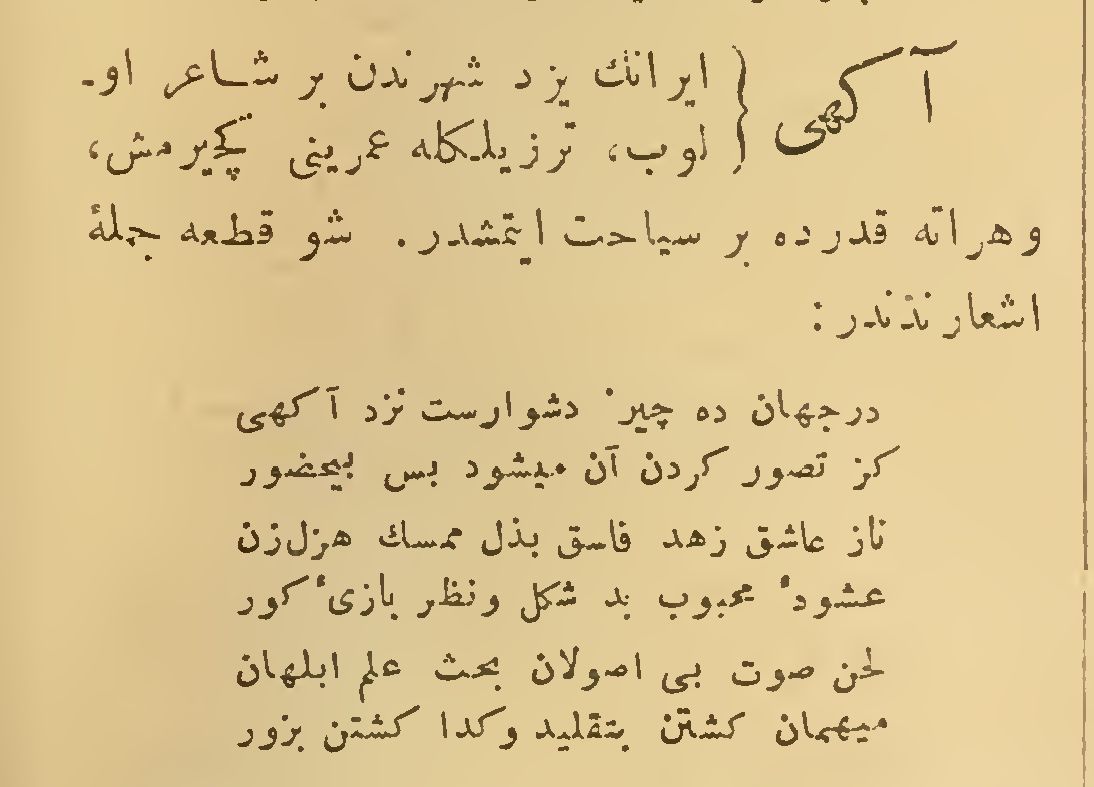 آکهی { ایرانك یزد شهرندن بر شاعر او-
لوب، ترزیلکله عمرینی کچیرمش،
وهراته قدرده بر سیاحت ایتمشدر. شو قطعه جملهٔ
اشعارندندر:
درجهان ده چیز دشوارست نزد آکهی
کز تصور کردن آن میشود بس بیحضور
ناز عاشق زهد فاسق بذل ممسك هزل‌زن
عشوهٔ محبوب بد شکل ونظر بازیٔ کور
لحن صوت بی اصولان بحث علم ابلهان
میهمان کشتن بتقلید وکدا کشتن بزور